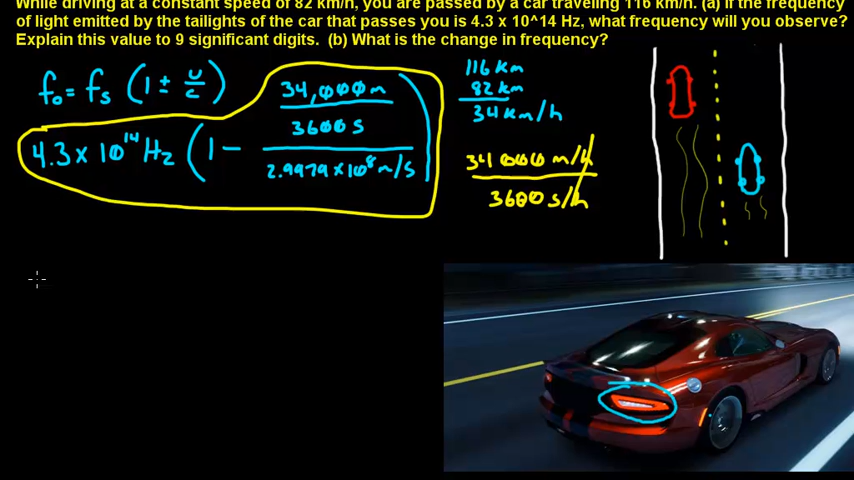 While driving at a constant speed of 82 km/h, you are passed by a car traveling 116 km/h. (a) If the frequency
of light emitted by the tailights of the car that passes you is 4.3 x 10^14 Hz, what frequency will you observe?
Explain this value to 9 significant digits. (b) What is the change in frequency?
f₀ = fₛ (1 ± u/c)
4.3 x 10¹⁴ Hz (1 −
34,000 m
3600 s
2.9979 x 10⁸ m/s )
116 km
82 km
34 km/h
34000 m/h
3600 s/h